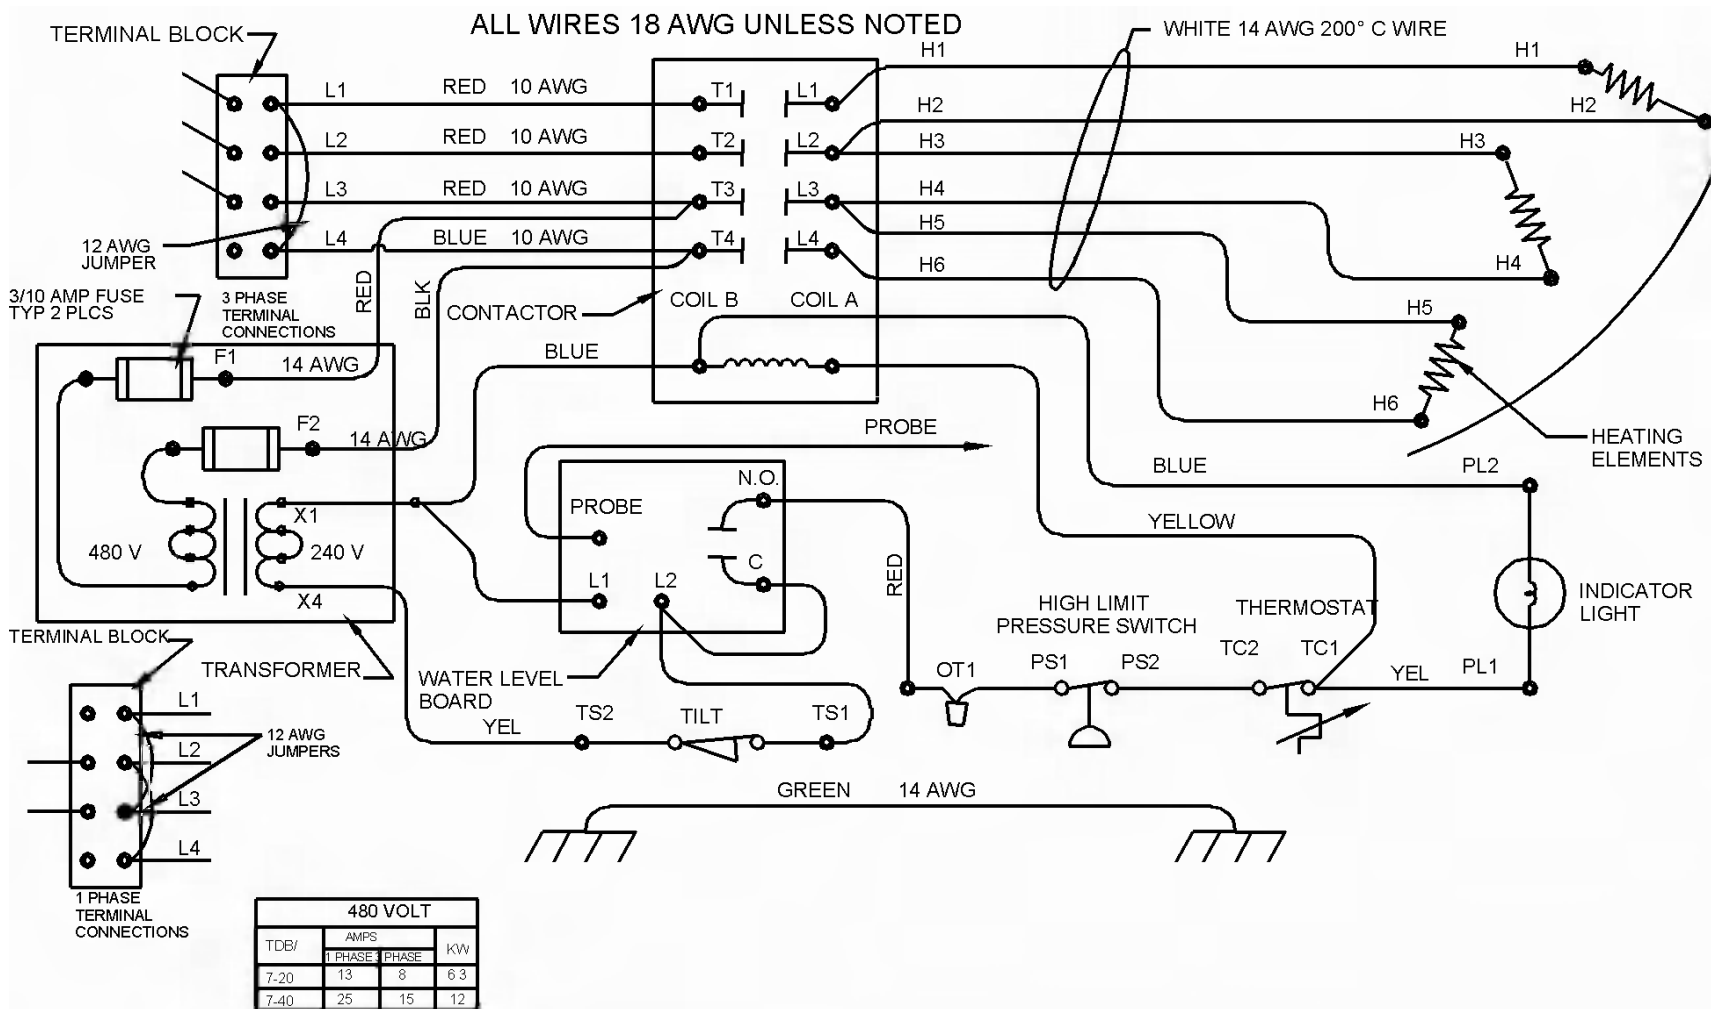 ALL WIRES 18 AWG UNLESS NOTED
TERMINAL BLOCK
WHITE 14 AWG 200° C WIRE
L1 RED 10 AWG
L2 RED 10 AWG
L3 RED 10 AWG
L4 BLUE 10 AWG
T1 L1
T2 L2
T3 L3
T4 L4
COIL B COIL A
H1 H1
H2 H2
H3 H3
H4 H4
H5 H5
H6 H6
12 AWG
JUMPER
3/10 AMP FUSE
TYP 2 PLCS
3 PHASE
TERMINAL
CONNECTIONS
RED
BLK
CONTACTOR
F1
14 AWG
F2
14 AWG
BLUE
480 V
X1
240 V
X4
TRANSFORMER
PROBE
PROBE
N.O.
C
L1
L2
WATER LEVEL
BOARD
HEATING
ELEMENTS
BLUE
PL2
YELLOW
RED
INDICATOR
LIGHT
HIGH LIMIT
PRESSURE SWITCH
THERMOSTAT
OT1
PS1
PS2
TC2
TC1
YEL
PL1
YEL
TS2
TILT
TS1
GREEN 14 AWG
TERMINAL BLOCK
L1
L2
L3
L4
12 AWG
JUMPERS
1 PHASE
TERMINAL
CONNECTIONS
480 VOLT
TDB/ AMPS KW
1 PHASE 3 PHASE
7-20 13 8 6.3
7-40 25 15 12